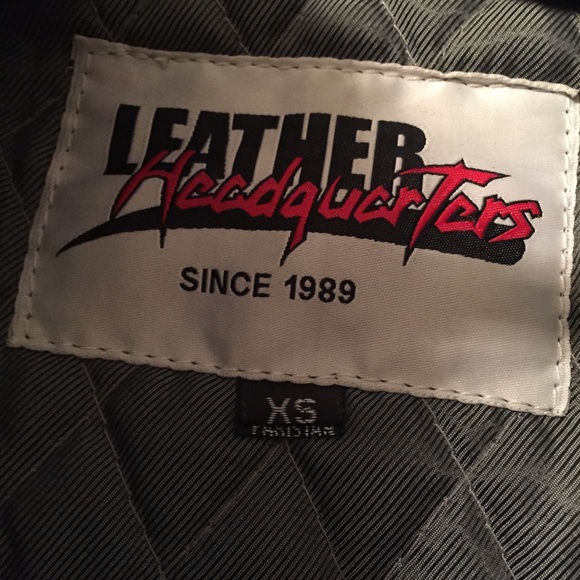 LEATHER
HeadquarTers
SINCE 1989
XS